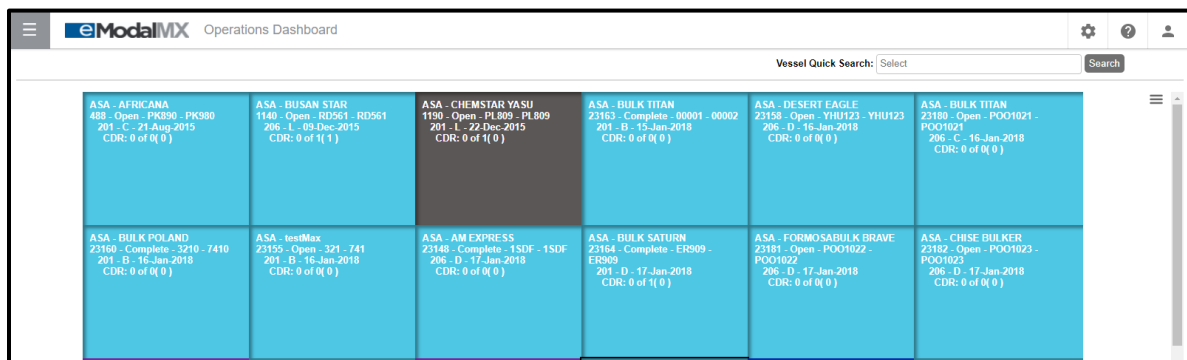 eModalMX Operations Dashboard
Vessel Quick Search: Select Search
ASA - AFRICANA
488 - Open - PK890 - PK980
201 - C - 21-Aug-2015
CDR: 0 of 0( 0 )
ASA - BUSAN STAR
1140 - Open - RD561 - RD561
206 - L - 09-Dec-2015
CDR: 0 of 1( 1 )
ASA - CHEMSTAR YASU
1190 - Open - PL809 - PL809
201 - L - 22-Dec-2015
CDR: 0 of 1( 0 )
ASA - BULK TITAN
23163 - Complete - 00001 - 00002
201 - B - 15-Jan-2018
CDR: 0 of 0( 0 )
ASA - DESERT EAGLE
23158 - Open - YHU123 - YHU123
206 - D - 16-Jan-2018
CDR: 0 of 0( 0 )
ASA - BULK TITAN
23180 - Open - POO1021 -
POO1021
206 - C - 16-Jan-2018
CDR: 0 of 0( 0 )
ASA - BULK POLAND
23160 - Complete - 3210 - 7410
201 - B - 16-Jan-2018
CDR: 0 of 0( 0 )
ASA - testMax
23155 - Open - 321 - 741
201 - B - 16-Jan-2018
CDR: 0 of 0( 0 )
ASA - AM EXPRESS
23148 - Complete - 1SDF - 1SDF
206 - D - 17-Jan-2018
CDR: 0 of 0( 0 )
ASA - BULK SATURN
23164 - Complete - ER909 -
ER909
201 - D - 17-Jan-2018
CDR: 0 of 1( 0 )
ASA - FORMOSABULK BRAVE
23181 - Open - POO1022 -
POO1022
206 - D - 17-Jan-2018
CDR: 0 of 0( 0 )
ASA - CHISE BULKER
23182 - Open - POO1023 -
POO1023
206 - D - 17-Jan-2018
CDR: 0 of 0( 0 )